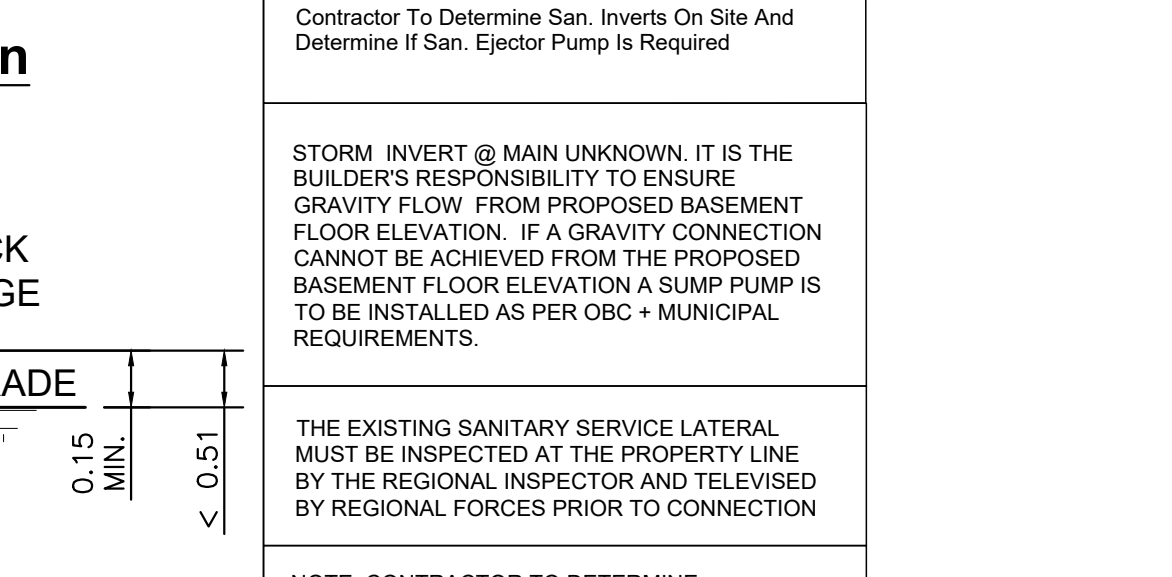 n
CK
GE
ADE
0.15
MIN.
< 0.51
Contractor To Determine San. Inverts On Site And
Determine If San. Ejector Pump Is Required
STORM  INVERT @ MAIN UNKNOWN. IT IS THE
BUILDER'S RESPONSIBILITY TO ENSURE
GRAVITY FLOW  FROM PROPOSED BASEMENT
FLOOR ELEVATION.  IF A GRAVITY CONNECTION
CANNOT BE ACHIEVED FROM THE PROPOSED
BASEMENT FLOOR ELEVATION A SUMP PUMP IS
TO BE INSTALLED AS PER OBC + MUNICIPAL
REQUIREMENTS.
THE EXISTING SANITARY SERVICE LATERAL
MUST BE INSPECTED AT THE PROPERTY LINE
BY THE REGIONAL INSPECTOR AND TELEVISED
BY REGIONAL FORCES PRIOR TO CONNECTION
NOTE: CONTRACTOR TO DETERMINE